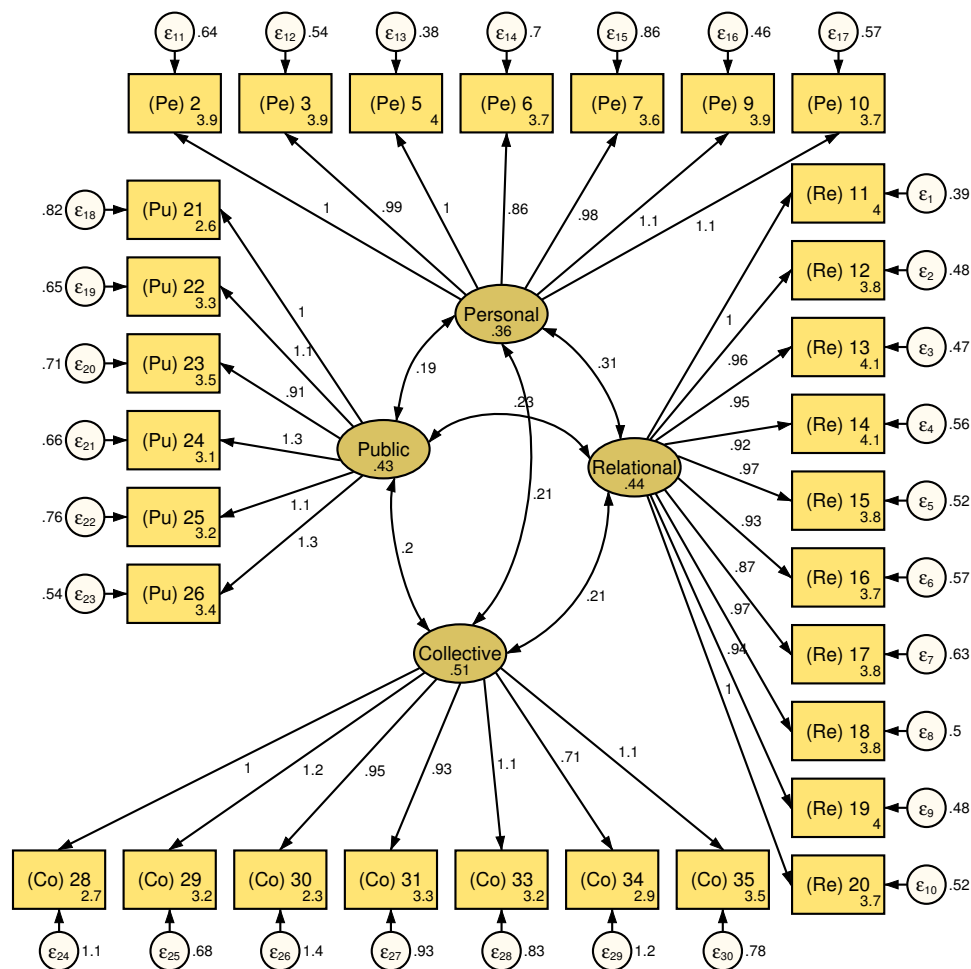 ε11 .64
ε12 .54
ε13 .38
ε14 .7
ε15 .86
ε16 .46
ε17 .57
(Pe) 2 3.9
(Pe) 3 3.9
(Pe) 5 4
(Pe) 6 3.7
(Pe) 7 3.6
(Pe) 9 3.9
(Pe) 10 3.7
1
.99
1
.86
.98
1.1
1.1
.82 ε18 (Pu) 21 2.6
.65 ε19 (Pu) 22 3.3
.71 ε20 (Pu) 23 3.5
.66 ε21 (Pu) 24 3.1
.76 ε22 (Pu) 25 3.2
.54 ε23 (Pu) 26 3.4
1
1.1
.91
1.3
1.1
1.3
Personal
.36
.19
.31
.23
Public
.43
Relational
.44
.21
.2
.21
Collective
.51
1
.96
.95
.92
.97
.93
.87
.97
.94
1
(Re) 11 4 ε1 .39
(Re) 12 3.8 ε2 .48
(Re) 13 4.1 ε3 .47
(Re) 14 4.1 ε4 .56
(Re) 15 3.8 ε5 .52
(Re) 16 3.7 ε6 .57
(Re) 17 3.8 ε7 .63
(Re) 18 3.8 ε8 .5
(Re) 19 4 ε9 .48
(Re) 20 3.7 ε10 .52
1
1.2
.95
.93
1.1
.71
1.1
(Co) 28 2.7
(Co) 29 3.2
(Co) 30 2.3
(Co) 31 3.3
(Co) 33 3.2
(Co) 34 2.9
(Co) 35 3.5
ε24 1.1
ε25 .68
ε26 1.4
ε27 .93
ε28 .83
ε29 1.2
ε30 .78